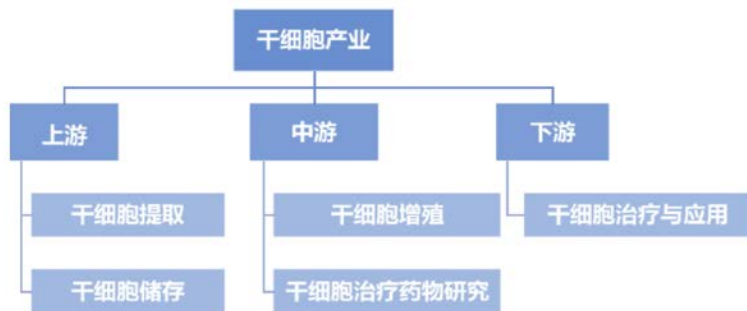 干细胞产业
上游
中游
下游
干细胞提取
干细胞增殖
干细胞治疗与应用
干细胞储存
干细胞治疗药物研究